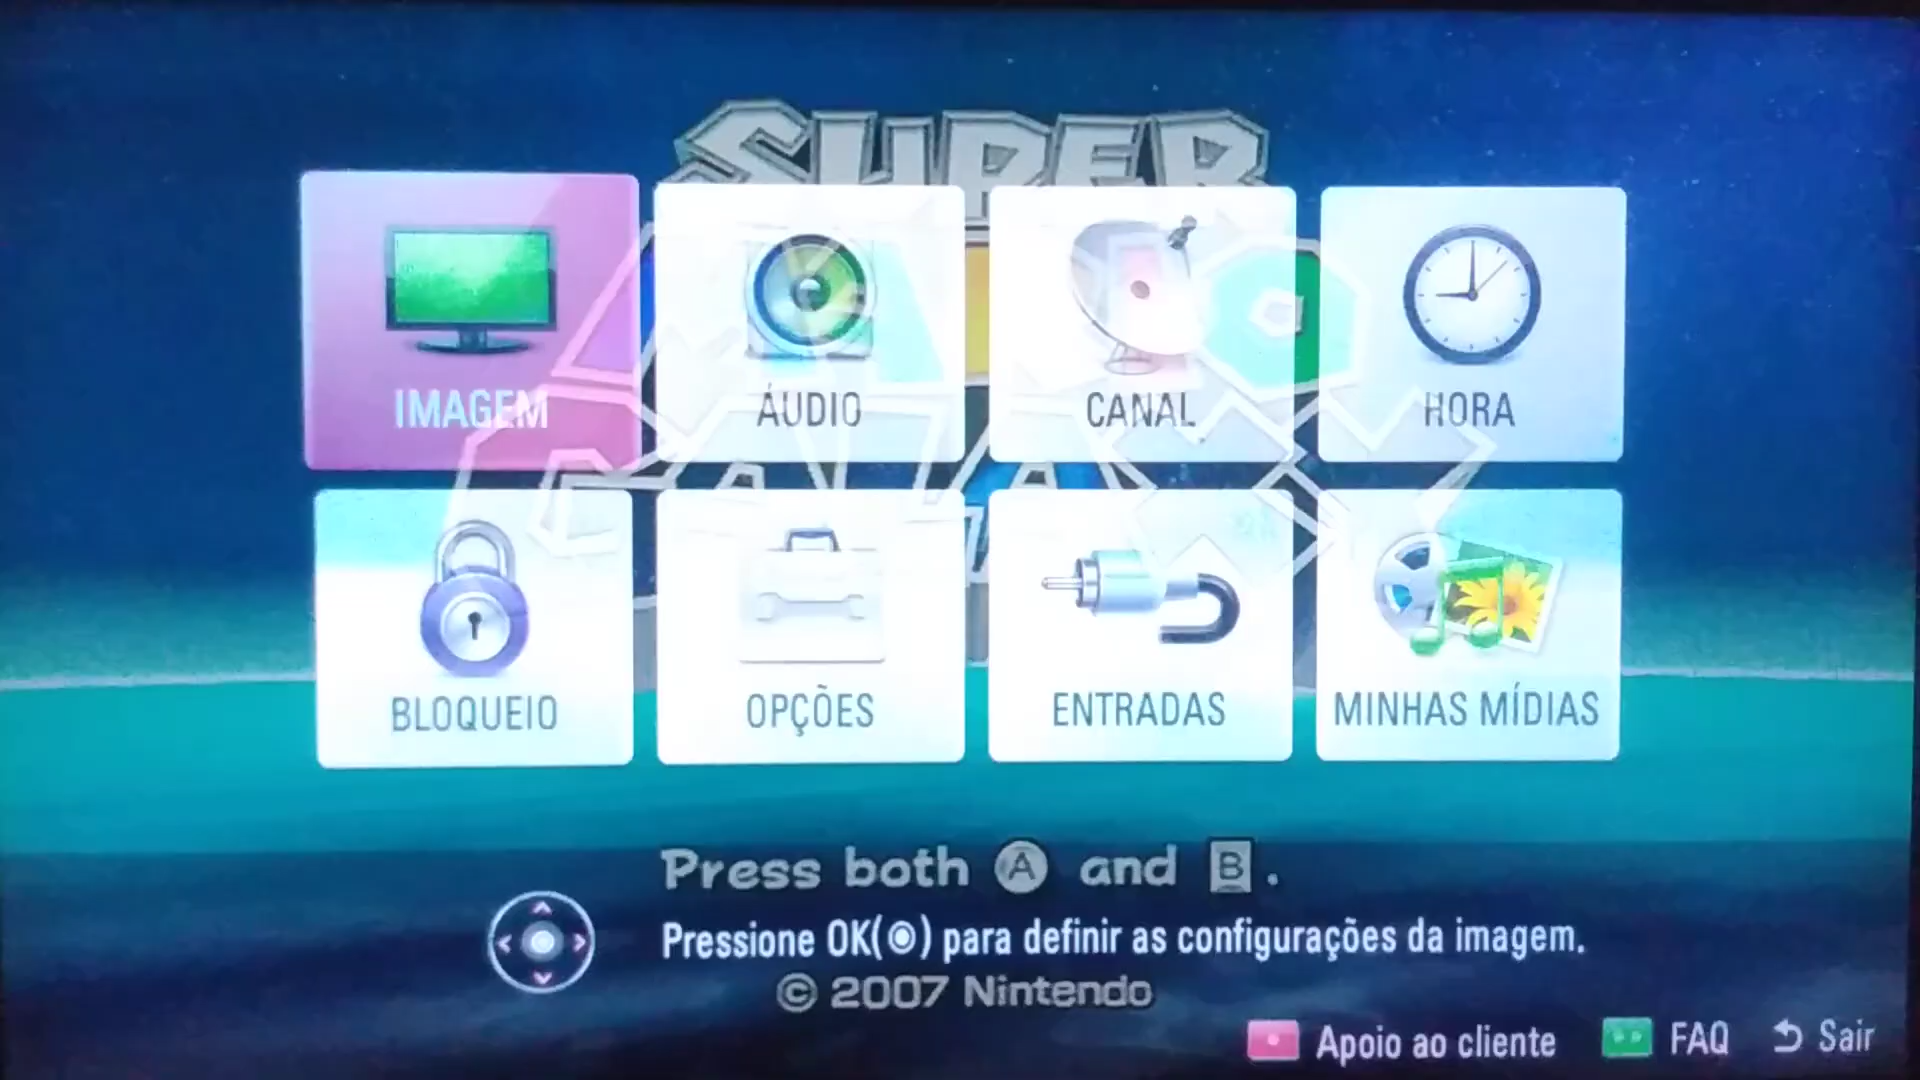 SUPER
IMAGEM
ÁUDIO
CANAL
HORA
BLOQUEIO
OPÇÕES
ENTRADAS
MINHAS MÍDIAS
Press both A and B.
Pressione OK(◉) para definir as configurações da imagem.
© 2007 Nintendo
Apoio ao cliente
FAQ
Sair